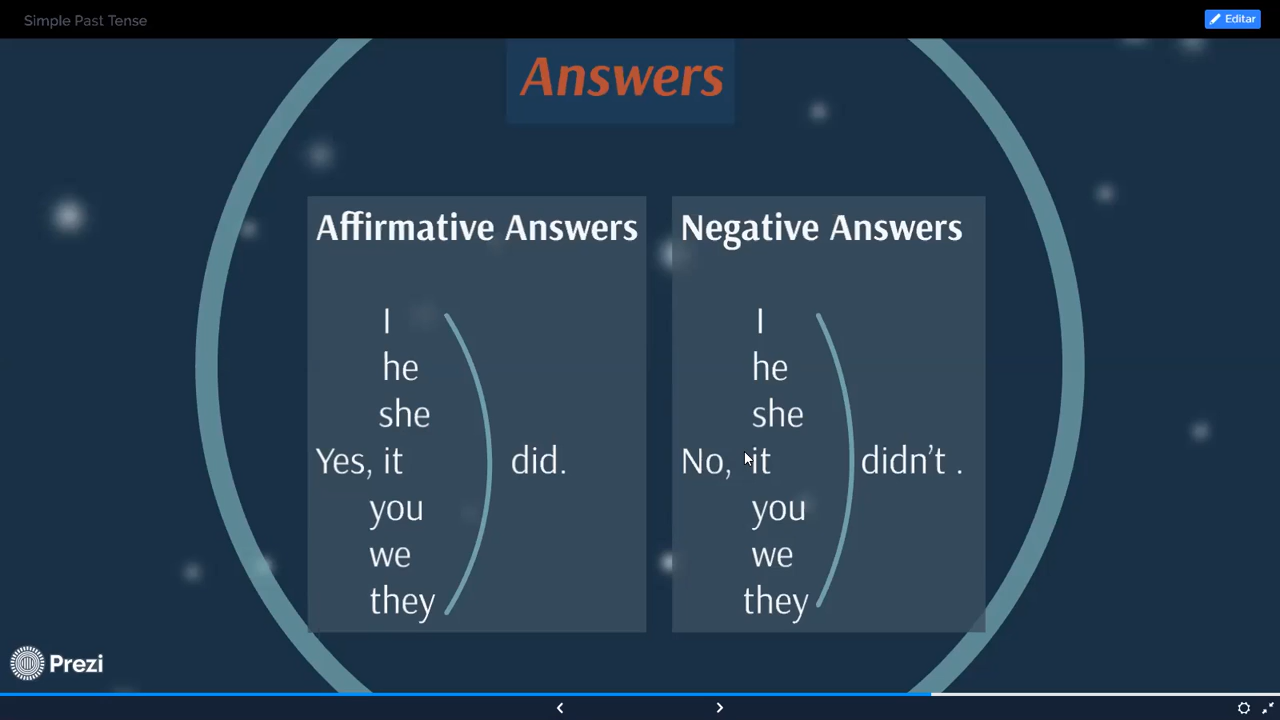 Simple Past Tense
Editar
Answers
Affirmative Answers
I
he
she
Yes, it did.
you
we
they
Negative Answers
I
he
she
No, it didn't .
you
we
they
Prezi